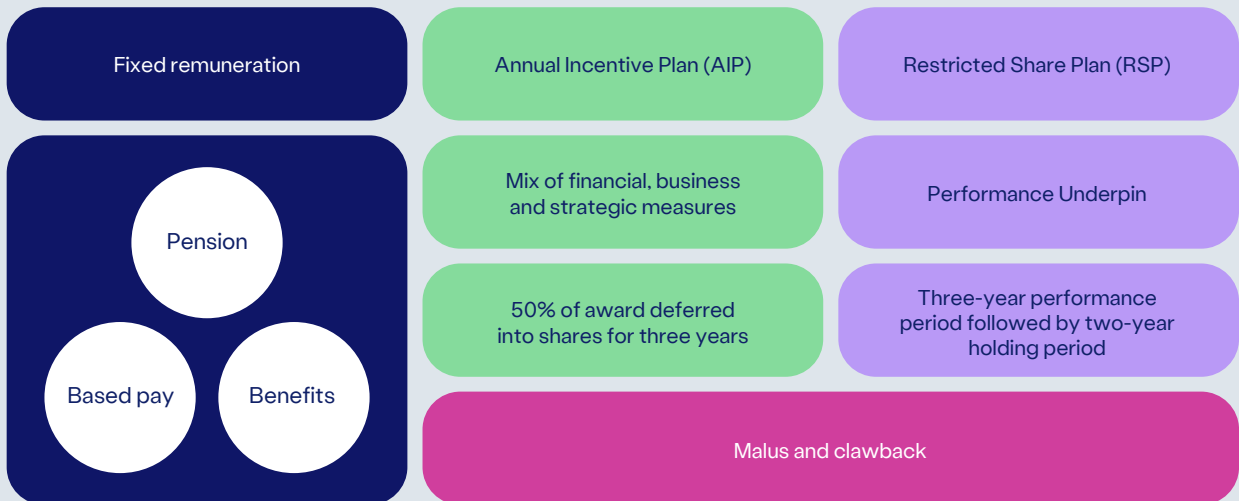 Fixed remuneration
Annual Incentive Plan (AIP)
Restricted Share Plan (RSP)
Pension
Based pay
Benefits
Mix of financial, business
and strategic measures
Performance Underpin
50% of award deferred
into shares for three years
Three-year performance
period followed by two-year
holding period
Malus and clawback